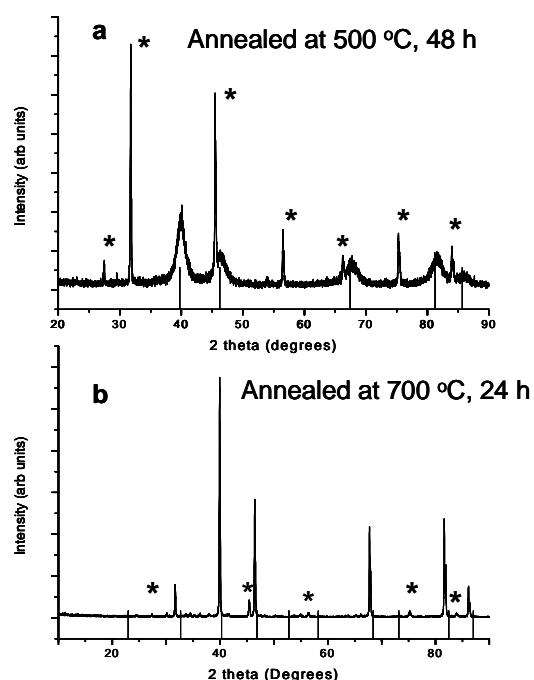 a
Annealed at 500 ºC, 48 h
*
*
*
*
*
*
*
Intensity (arb units)
20 30 40 50 60 70 80 90
2 theta (degrees)
b
Annealed at 700 ºC, 24 h
*
*
*
*
*
Intensity (arb units)
20 40 60 80
2 theta (Degrees)